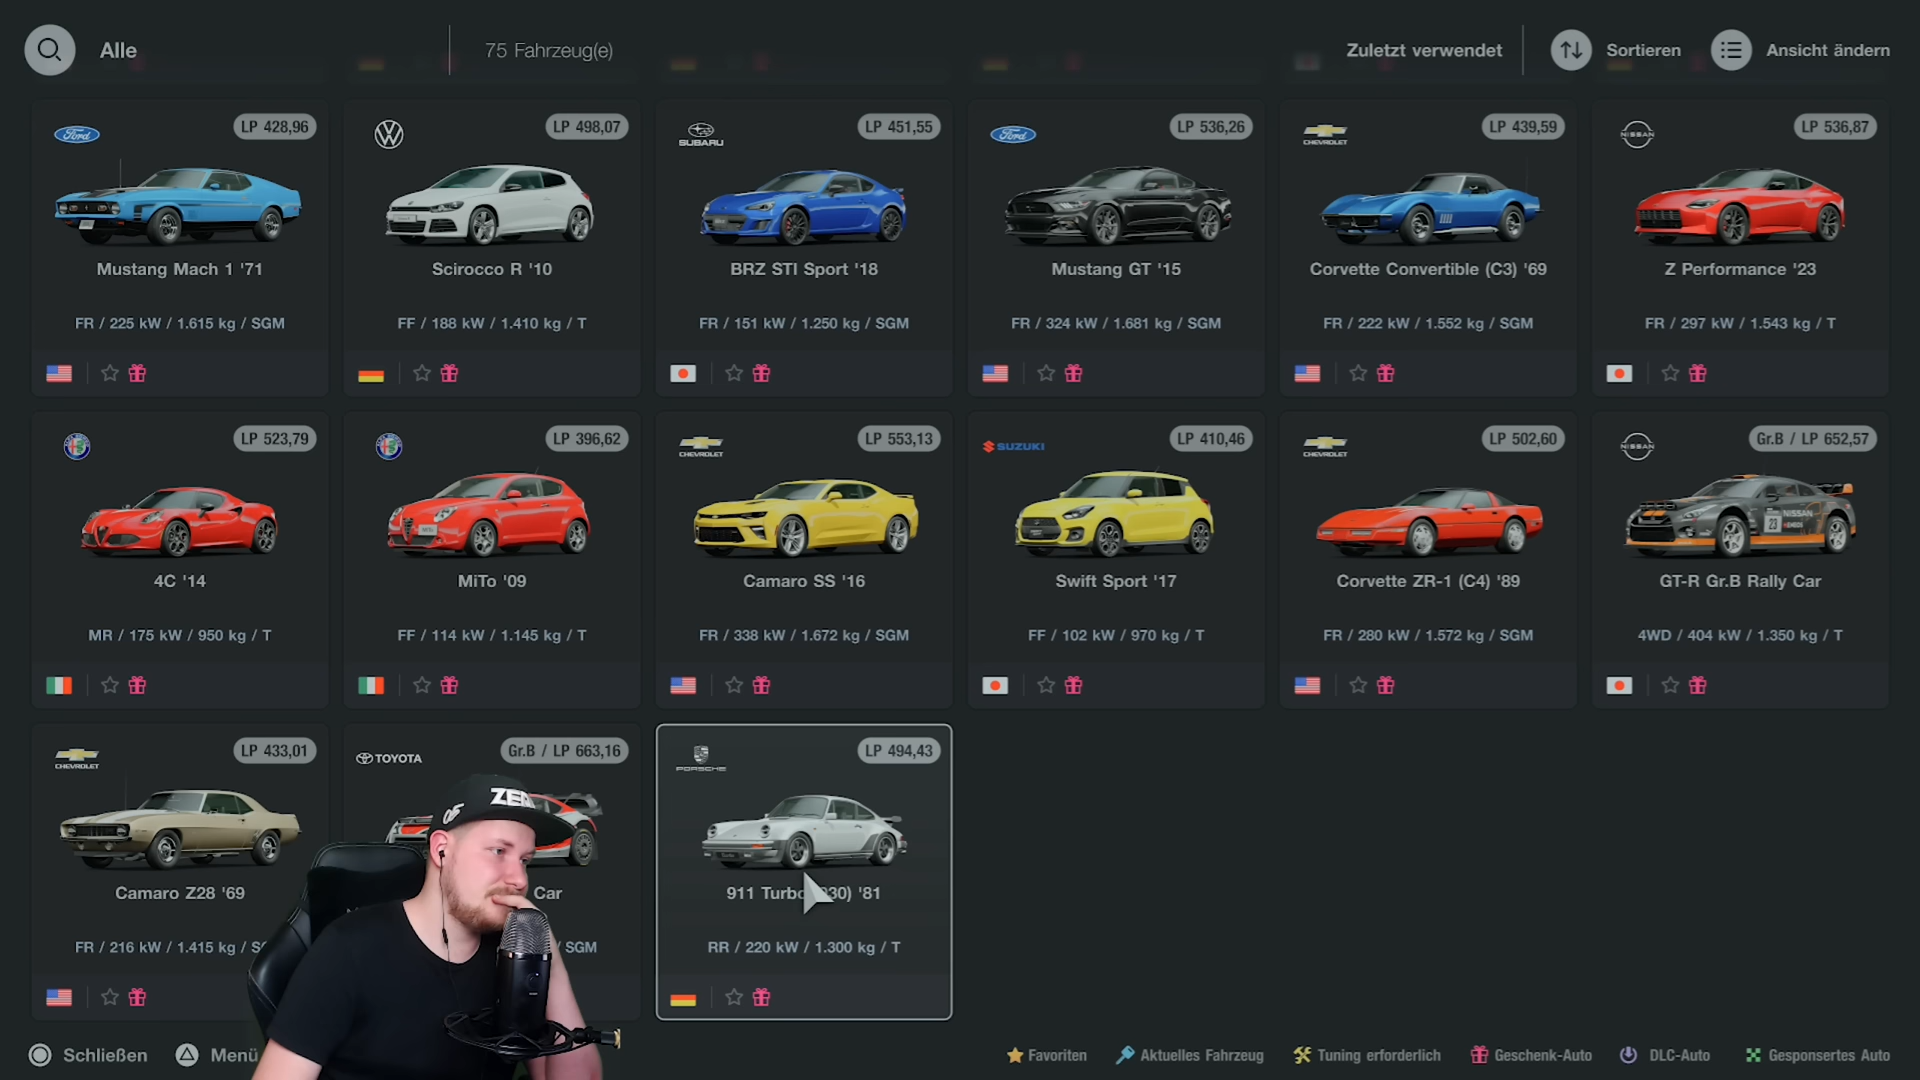 Alle
75 Fahrzeug(e)
Zuletzt verwendet
Sortieren
Ansicht ändern
Ford
LP 428,96
Mustang Mach 1 '71
FR / 225 kW / 1.615 kg / SGM
LP 498,07
Scirocco R '10
FF / 188 kW / 1.410 kg / T
SUBARU
LP 451,55
BRZ STI Sport '18
FR / 151 kW / 1.250 kg / SGM
Ford
LP 536,26
Mustang GT '15
FR / 324 kW / 1.681 kg / SGM
CHEVROLET
LP 439,59
Corvette Convertible (C3) '69
FR / 222 kW / 1.552 kg / SGM
NISSAN
LP 536,87
Z Performance '23
FR / 297 kW / 1.543 kg / T
LP 523,79
4C '14
MR / 175 kW / 950 kg / T
LP 396,62
MiTo '09
FF / 114 kW / 1.145 kg / T
CHEVROLET
LP 553,13
Camaro SS '16
FR / 338 kW / 1.672 kg / SGM
SUZUKI
LP 410,46
Swift Sport '17
FF / 102 kW / 970 kg / T
CHEVROLET
LP 502,60
Corvette ZR-1 (C4) '89
FR / 280 kW / 1.572 kg / SGM
NISSAN
Gr.B / LP 652,57
NISSAN
23
GT-R Gr.B Rally Car
4WD / 404 kW / 1.350 kg / T
CHEVROLET
LP 433,01
Camaro Z28 '69
FR / 216 kW / 1.415 kg /
TOYOTA
Gr.B / LP 663,16
Car
/ SGM
PORSCHE
LP 494,43
911 Turbo 30) '81
RR / 220 kW / 1.300 kg / T
Schließen
Menü
Favoriten
Aktuelles Fahrzeug
Tuning erforderlich
Geschenk-Auto
DLC-Auto
Gesponsertes Auto